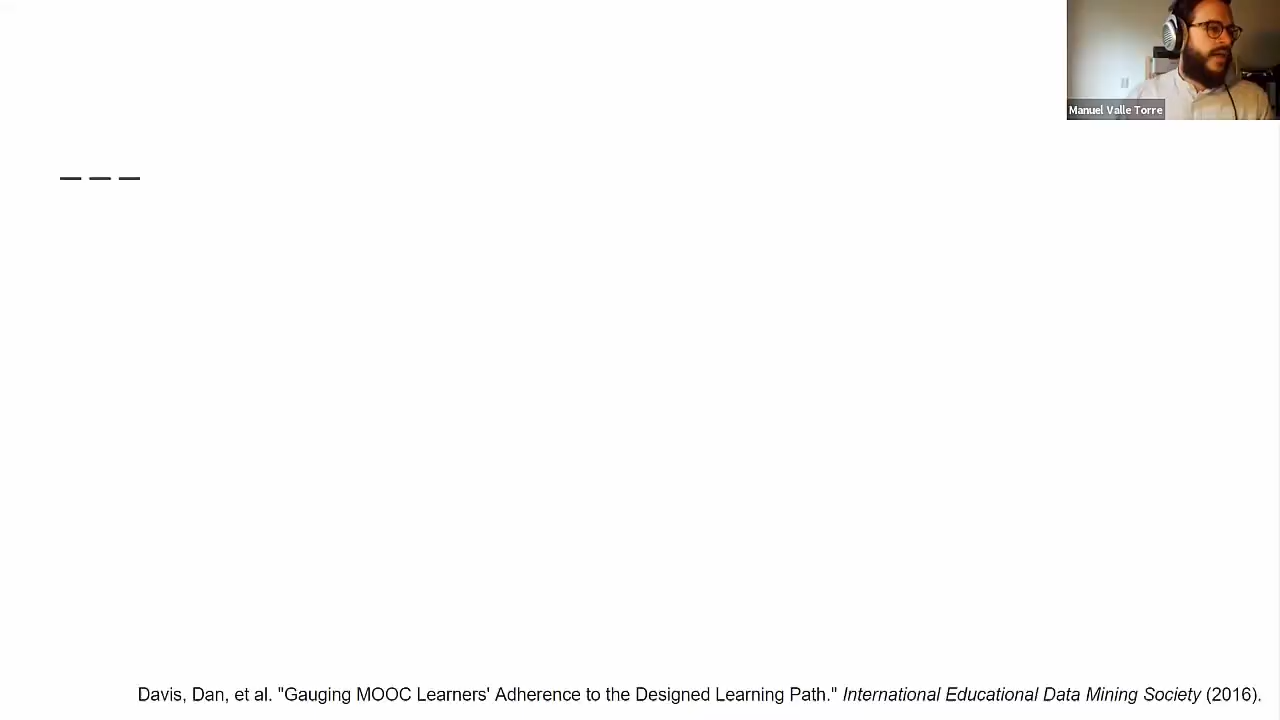 Manuel Valle Torre
Davis, Dan, et al. "Gauging MOOC Learners' Adherence to the Designed Learning Path." International Educational Data Mining Society (2016).